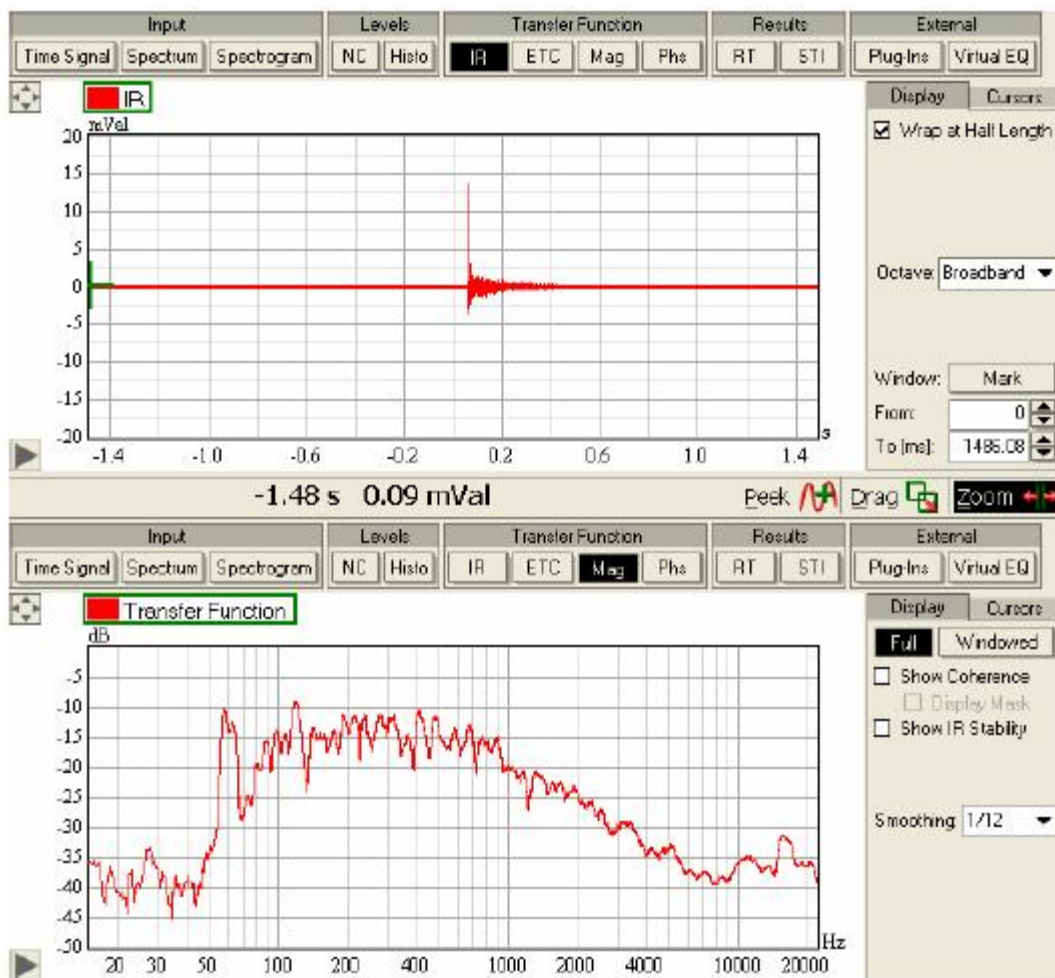 Input Levels Transfer Function Results External
Time Signal Spectrum Spectrogram NC Histo IR ETC Mag Phs RT STI Plug-Ins Virtual EQ
IR Display Cursors
mVal
Wrap at Half Length
20
15
10
5
Octave: Broadband
0
-5
-10
Window: Mark
-15
From: 0
-20
-1.4 -1.0 -0.6 -0.2 0.2 0.6 1.0 1.4 s
To [ms]: 1486.08
-1.48 s 0.09 mVal Peek Drag Zoom
Input Levels Transfer Function Results External
Time Signal Spectrum Spectrogram NC Histo IR ETC Mag Phs RT STI Plug-Ins Virtual EQ
Transfer Function Display Cursors
dB
Full Windowed
-5
Show Coherence
-10
Display Mask
Show IR Stability
-15
-20
-25
-30
Smoothing: 1/12
-35
-40
-45
-50
20 30 50 100 200 400 1000 2000 4000 10000 20000 Hz